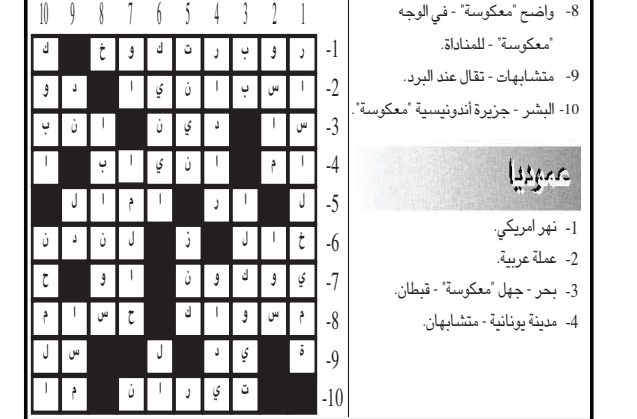 8- واضح "معكوسة" - في الوجه
"معكوسة" - للمناداة.
9- متشابهات - تقال عند البرد.
10- البشر - جزيرة أندونيسية "معكوسة".
عموديا
1- نهر امريكي.
2- عملة عربية.
3- بحر - جهل "معكوسة" - قبطان.
4- مدينة يونانية - متشابهان.
1 2 3 4 5 6 7 8 9 10
1- ر و ب ر ت ك و خ ك
2- ا س ب ا ن ي ا د و
3- س ا د ي ن ا ن ب
4- ا م ا ن ي ا ب ا
5- ل ا ر ا م ا ل
6- خ ا ل ز ل ن د ن
7- ي و ك و ن ا و ح
8- م س و ا ك ح س ا م
9- ة ي د ل س ل
10- ت ي ر ا ن م ا